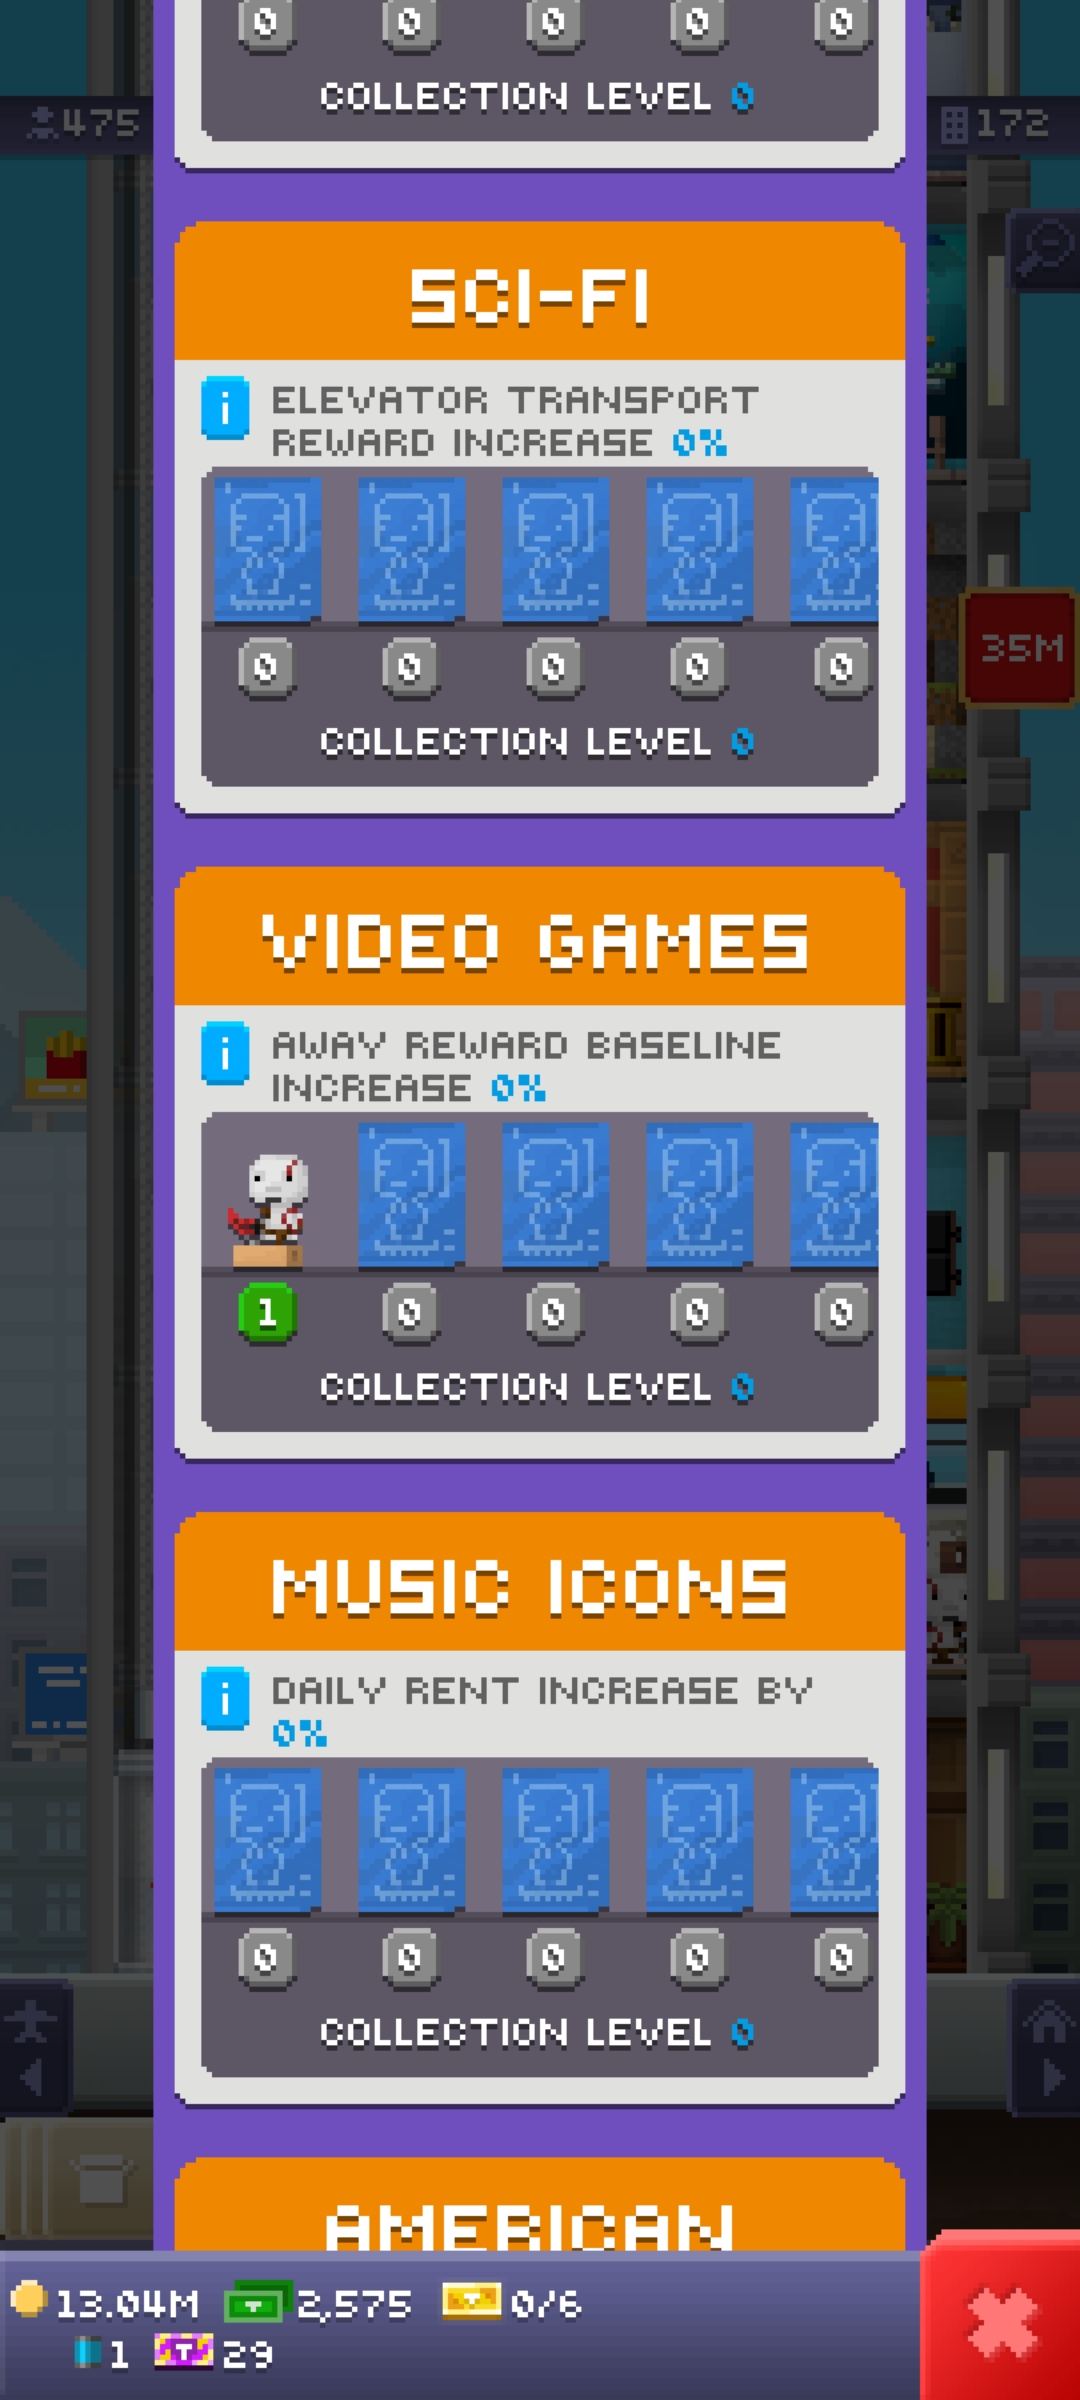 0 0 0 0 0
COLLECTION LEVEL 0
475
172
SCI-FI
i ELEVATOR TRANSPORT
REWARD INCREASE 0%
0 0 0 0 0
35M
COLLECTION LEVEL 0
VIDEO GAMES
i AWAY REWARD BASELINE
INCREASE 0%
1 0 0 0 0
COLLECTION LEVEL 0
MUSIC ICONS
i DAILY RENT INCREASE BY
0%
0 0 0 0 0
COLLECTION LEVEL 0
AMERICAN
13.04M 2,575 0/6
1 T 29